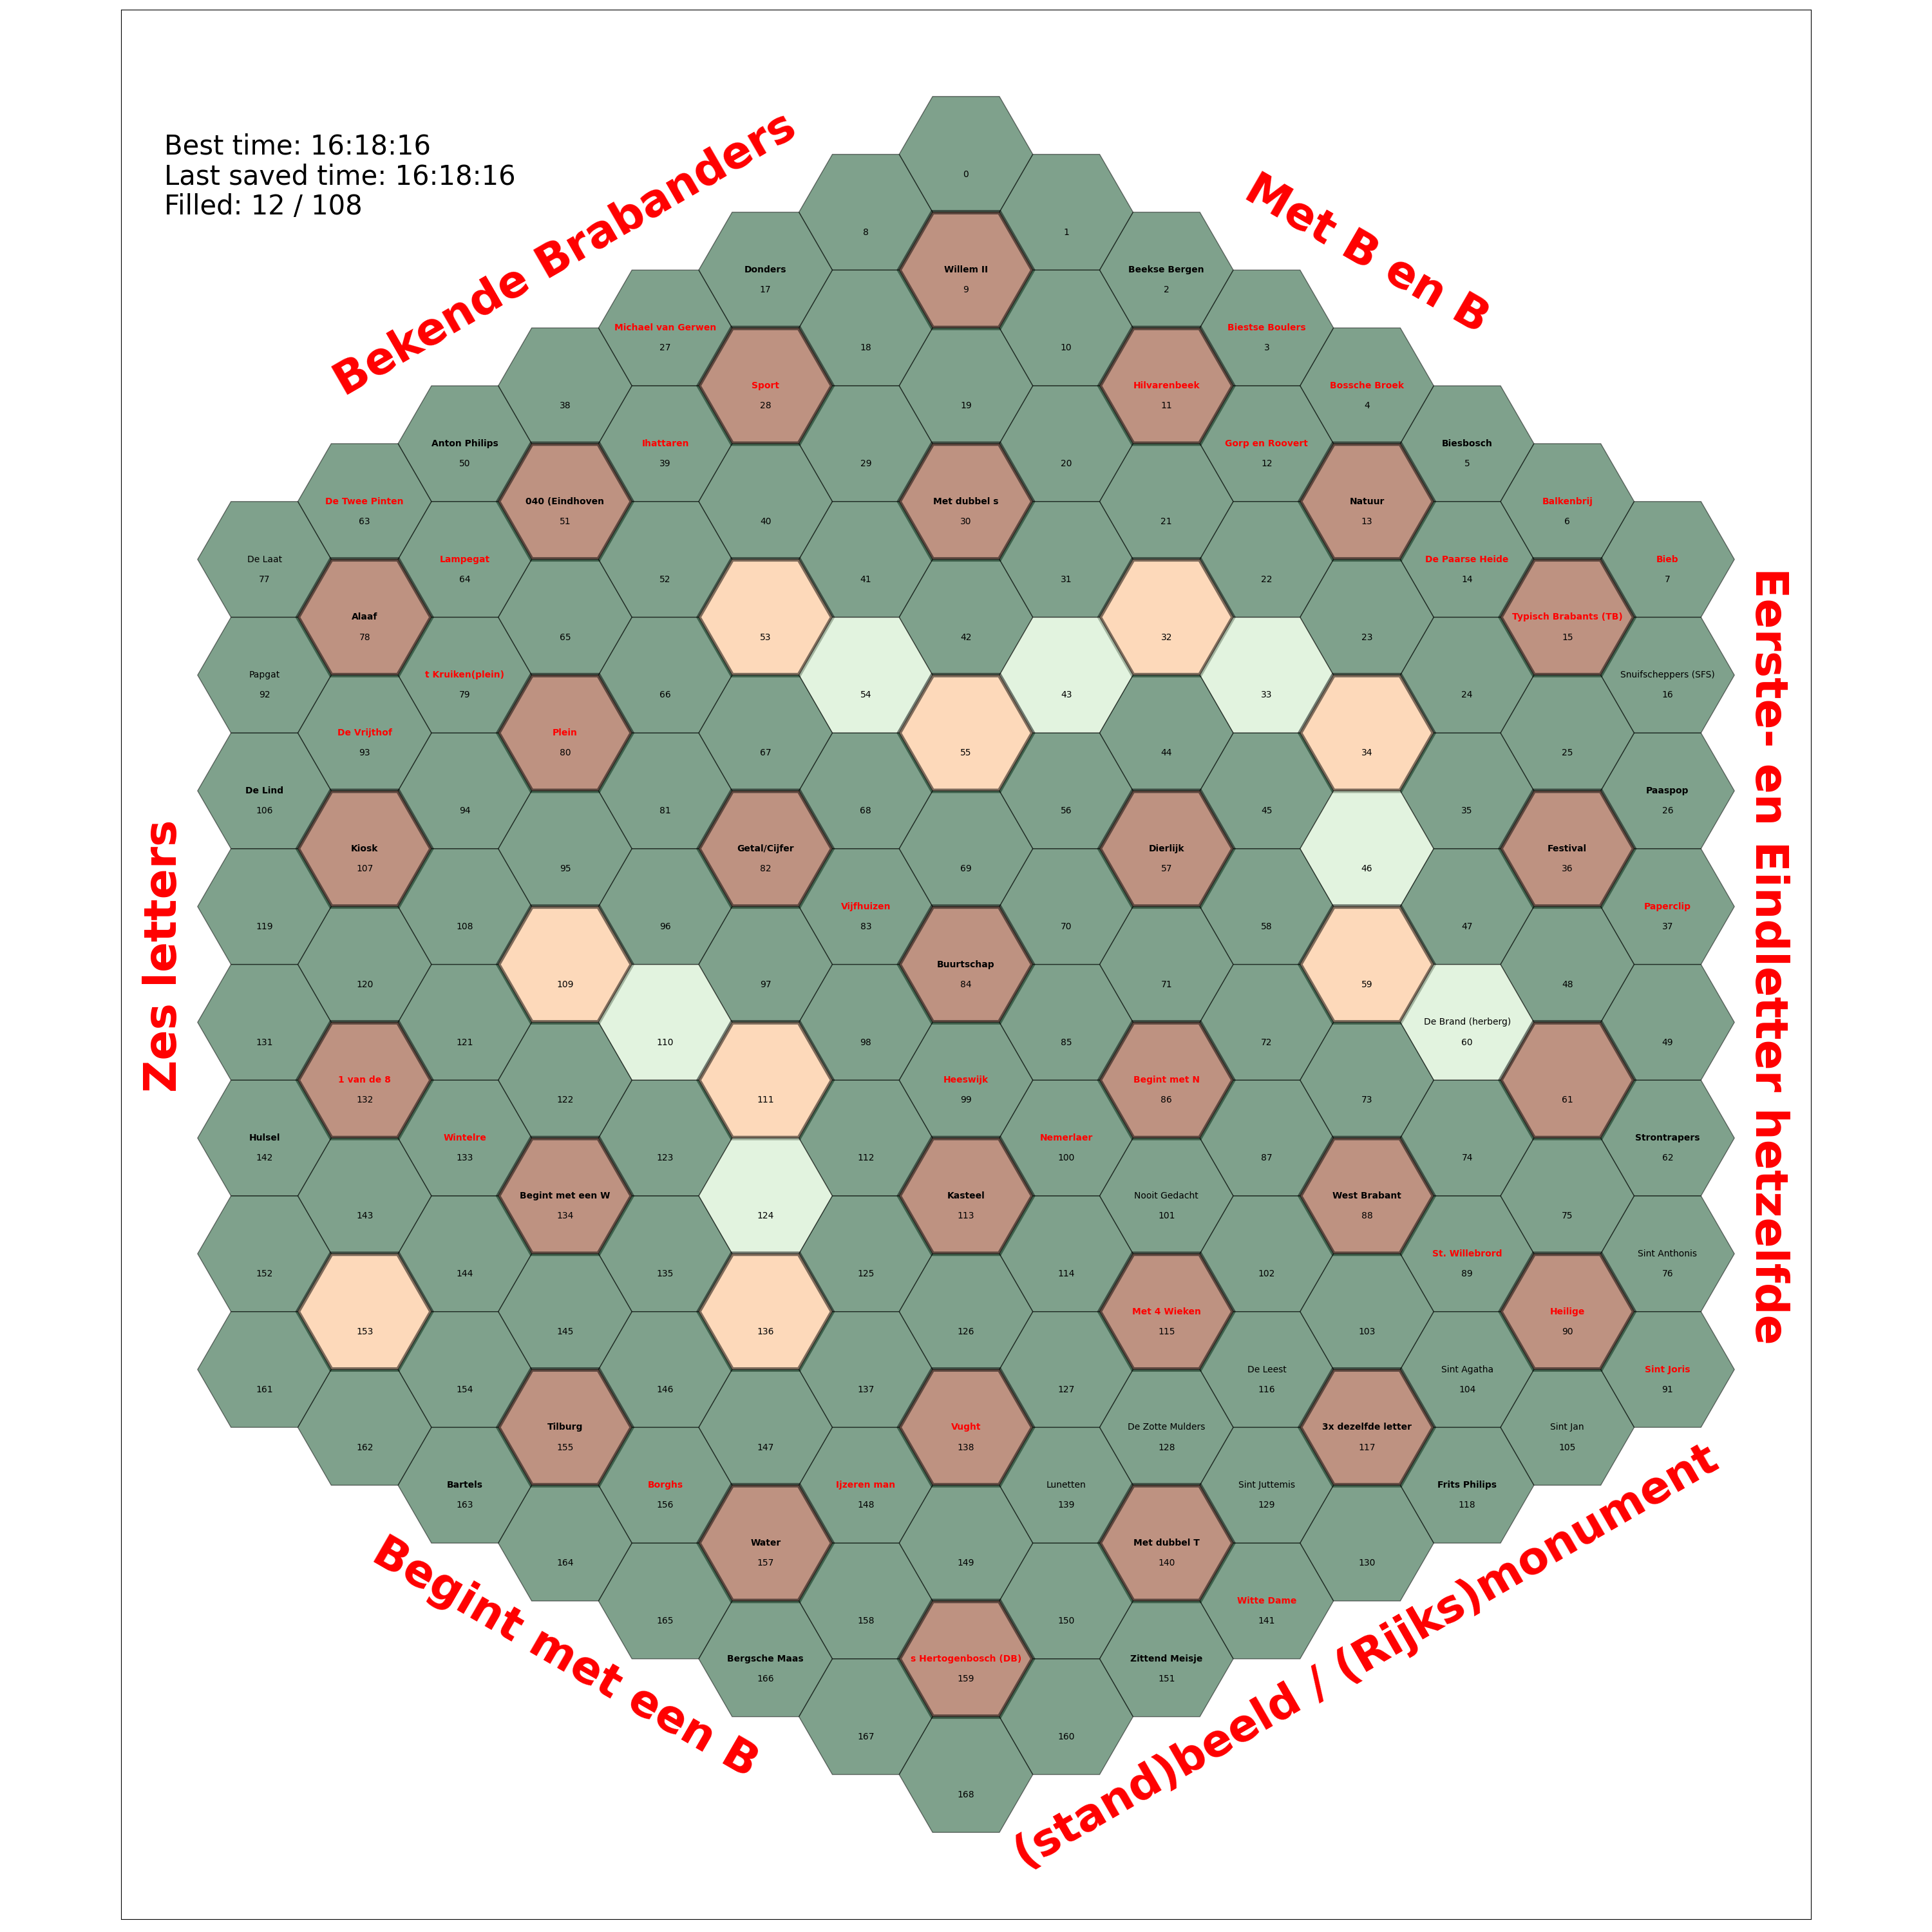 Best time: 16:18:16
Last saved time: 16:18:16
Filled: 12 / 108
Bekende Brabanders
Met B en B
Eerste- en Eindletter hetzelfde
(stand)beeld / (Rijks)monument
Begint met een B
Zes letters
0
8
1
Donders
17
Willem II
9
Beekse Bergen
2
Michael van Gerwen
27
18
10
Biestse Boulers
3
38
Sport
28
19
Hilvarenbeek
11
Bossche Broek
4
Anton Philips
50
Ihattaren
39
29
20
Gorp en Roovert
12
Biesbosch
5
De Twee Pinten
63
040 (Eindhoven
51
40
Met dubbel s
30
21
Natuur
13
Balkenbrij
6
De Laat
77
Lampegat
64
52
41
31
22
De Paarse Heide
14
Bieb
7
Alaaf
78
65
53
42
32
23
Typisch Brabants (TB)
15
Papgat
92
t Kruiken(plein)
79
66
54
43
33
24
Snuifscheppers (SFS)
16
De Vrijthof
93
Plein
80
67
55
44
34
25
De Lind
106
94
81
68
56
45
35
Paaspop
26
Kiosk
107
95
Getal/Cijfer
82
69
Dierlijk
57
46
Festival
36
119
108
96
Vijfhuizen
83
70
58
47
Paperclip
37
120
109
97
Buurtschap
84
71
59
48
131
121
110
98
85
72
De Brand (herberg)
60
49
1 van de 8
132
122
111
Heeswijk
99
Begint met N
86
73
61
Hulsel
142
Wintelre
133
123
112
Nemerlaer
100
87
74
Strontrapers
62
143
Begint met een W
134
124
Kasteel
113
Nooit Gedacht
101
West Brabant
88
75
152
144
135
125
114
102
St. Willebrord
89
Sint Anthonis
76
153
145
136
126
Met 4 Wieken
115
103
Heilige
90
161
154
146
137
127
De Leest
116
Sint Agatha
104
Sint Joris
91
162
Tilburg
155
147
Vught
138
De Zotte Mulders
128
3x dezelfde letter
117
Sint Jan
105
Bartels
163
Borghs
156
Ijzeren man
148
Lunetten
139
Sint Juttemis
129
Frits Philips
118
164
Water
157
149
Met dubbel T
140
130
165
158
150
Witte Dame
141
Bergsche Maas
166
s Hertogenbosch (DB)
159
Zittend Meisje
151
167
160
168